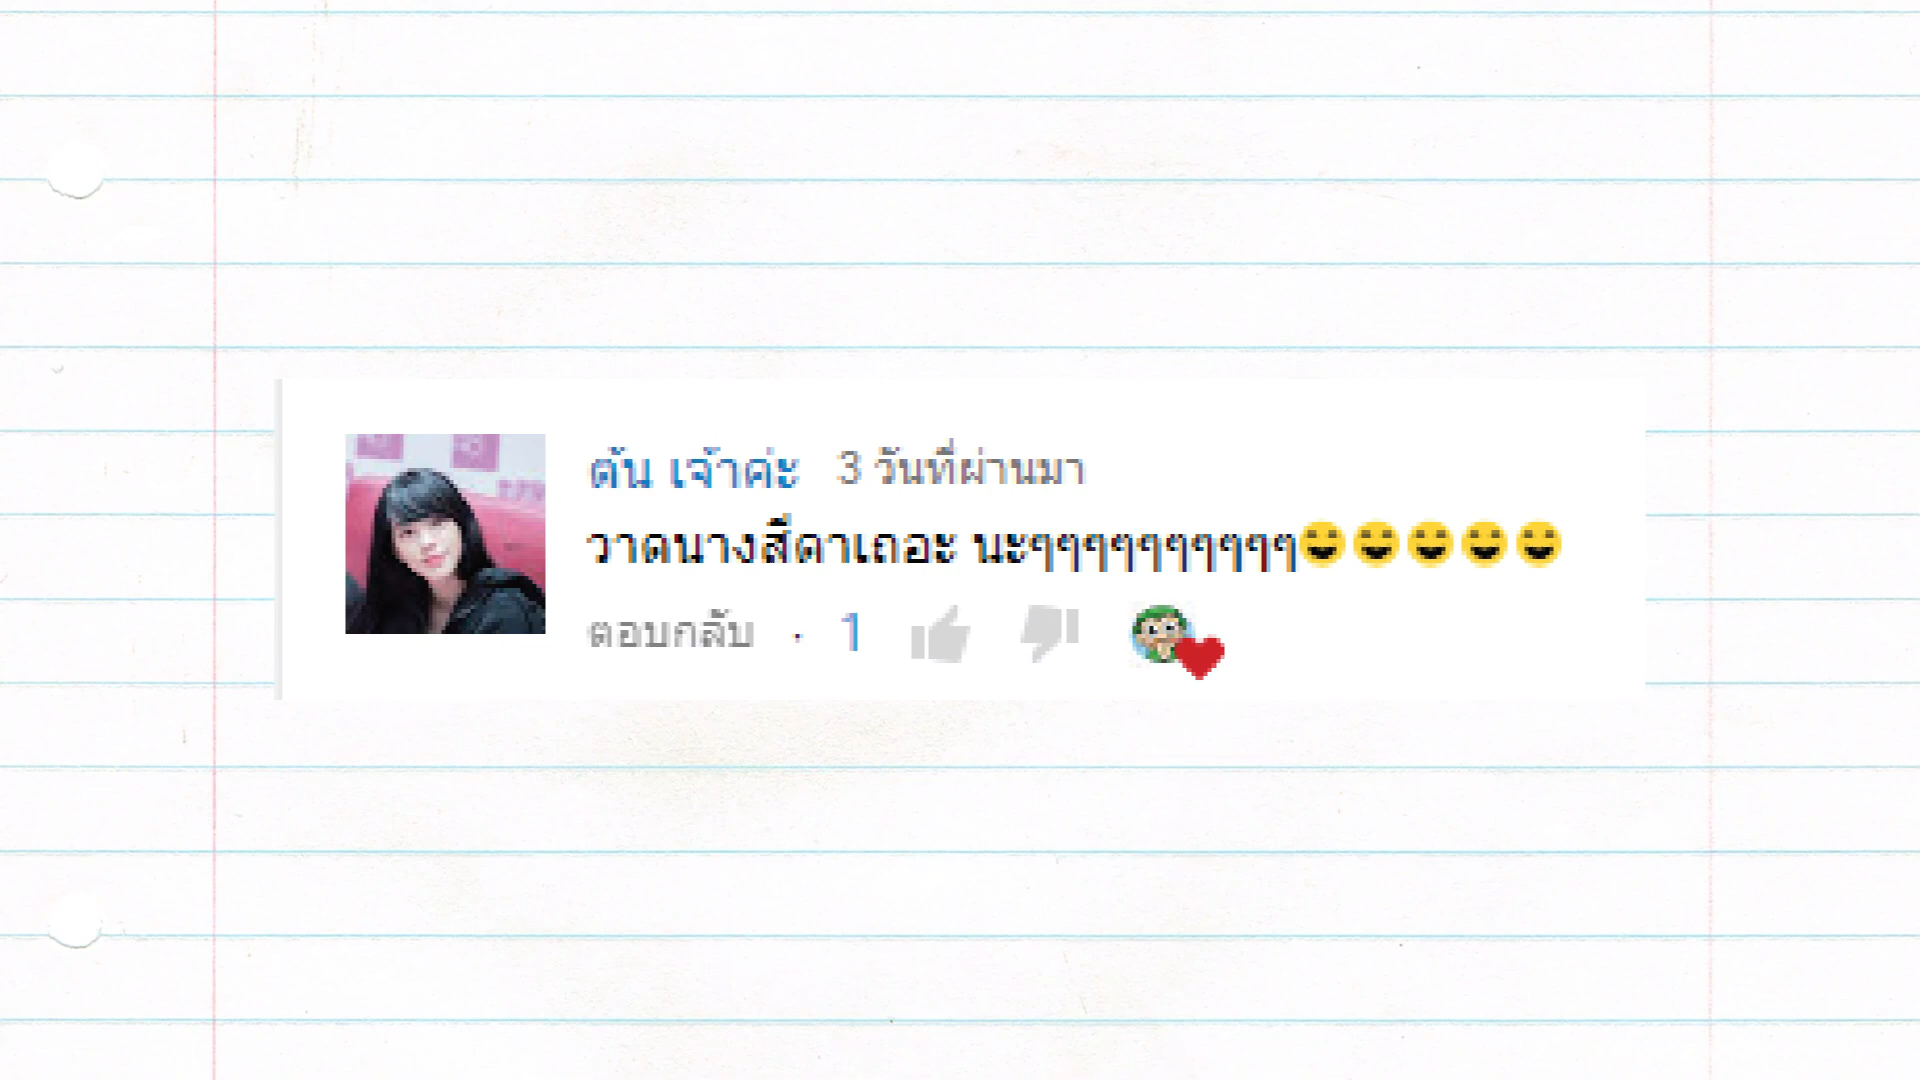 ต้น เจ้าค่ะ 3 วันที่ผ่านมา
วาดนางสีดาเถอะ นะๆๆๆๆๆๆๆๆๆๆ😃😃😃😃😃
ตอบกลับ · 1